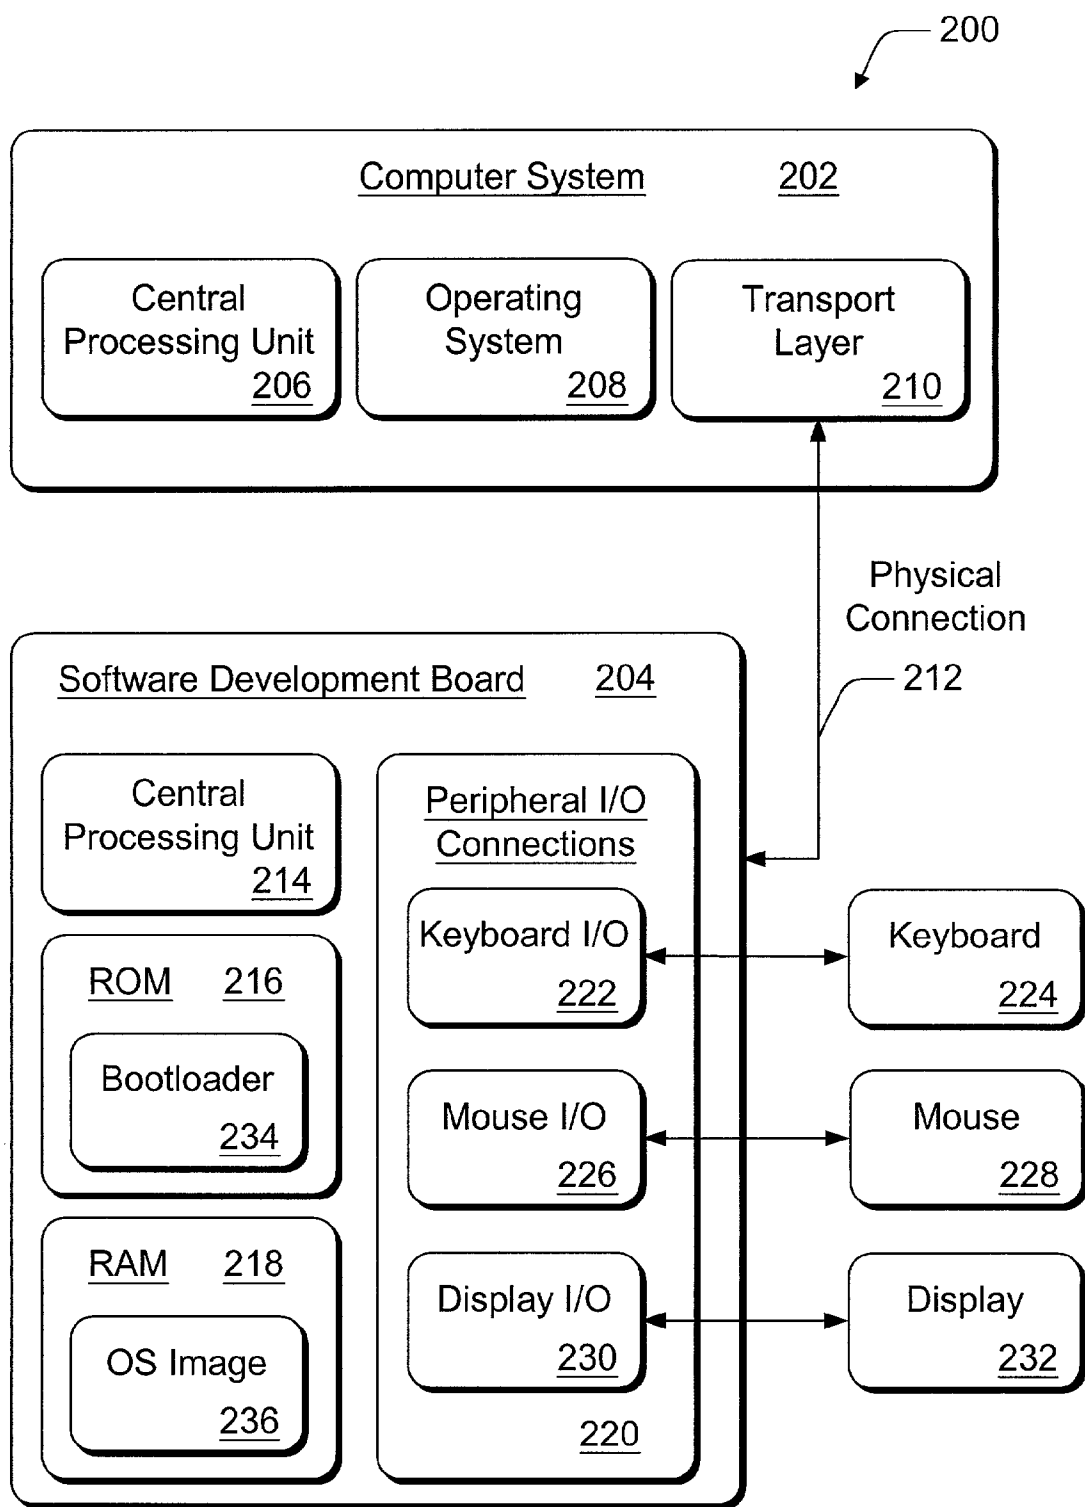 200
Computer System 202
Central
Processing Unit
206
Operating
System
208
Transport
Layer
210
Physical
Connection
212
Software Development Board 204
Central
Processing Unit
214
ROM 216
Bootloader
234
RAM 218
OS Image
236
Peripheral I/O
Connections
Keyboard I/O
222
Mouse I/O
226
Display I/O
230
220
Keyboard
224
Mouse
228
Display
232